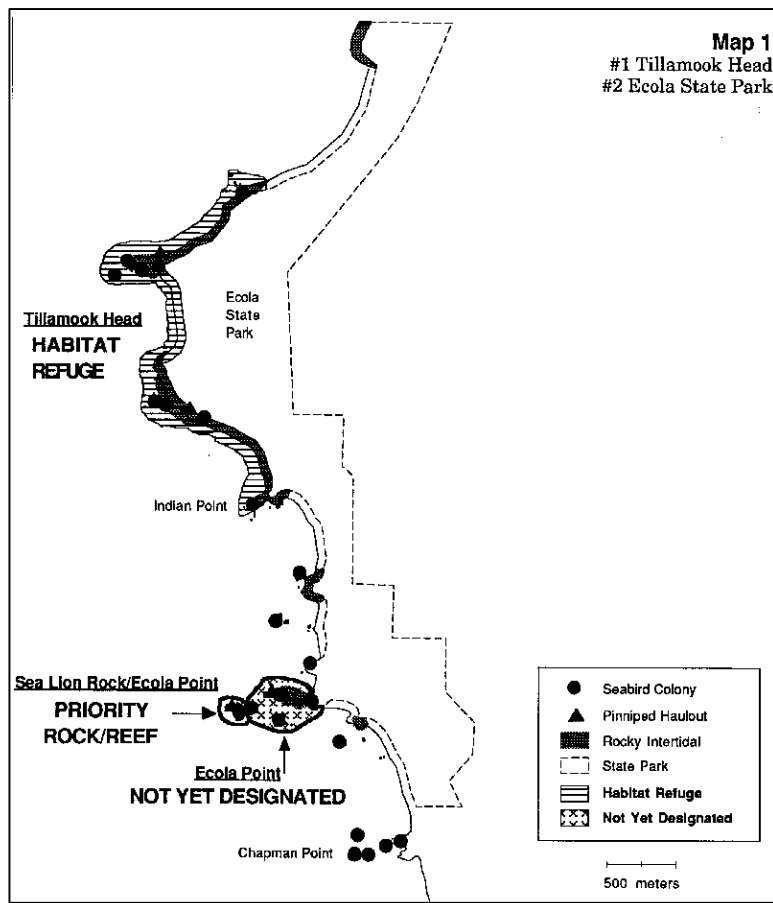 Map 1
#1 Tillamook Head
#2 Ecola State Park
Ecola
State
Park
Tillamook Head
HABITAT
REFUGE
Indian Point
Sea Lion Rock/Ecola Point
PRIORITY
ROCK/REEF
Ecola Point
NOT YET DESIGNATED
Chapman Point
Seabird Colony
Pinniped Haulout
Rocky Intertidal
State Park
Habitat Refuge
Not Yet Designated
500 meters